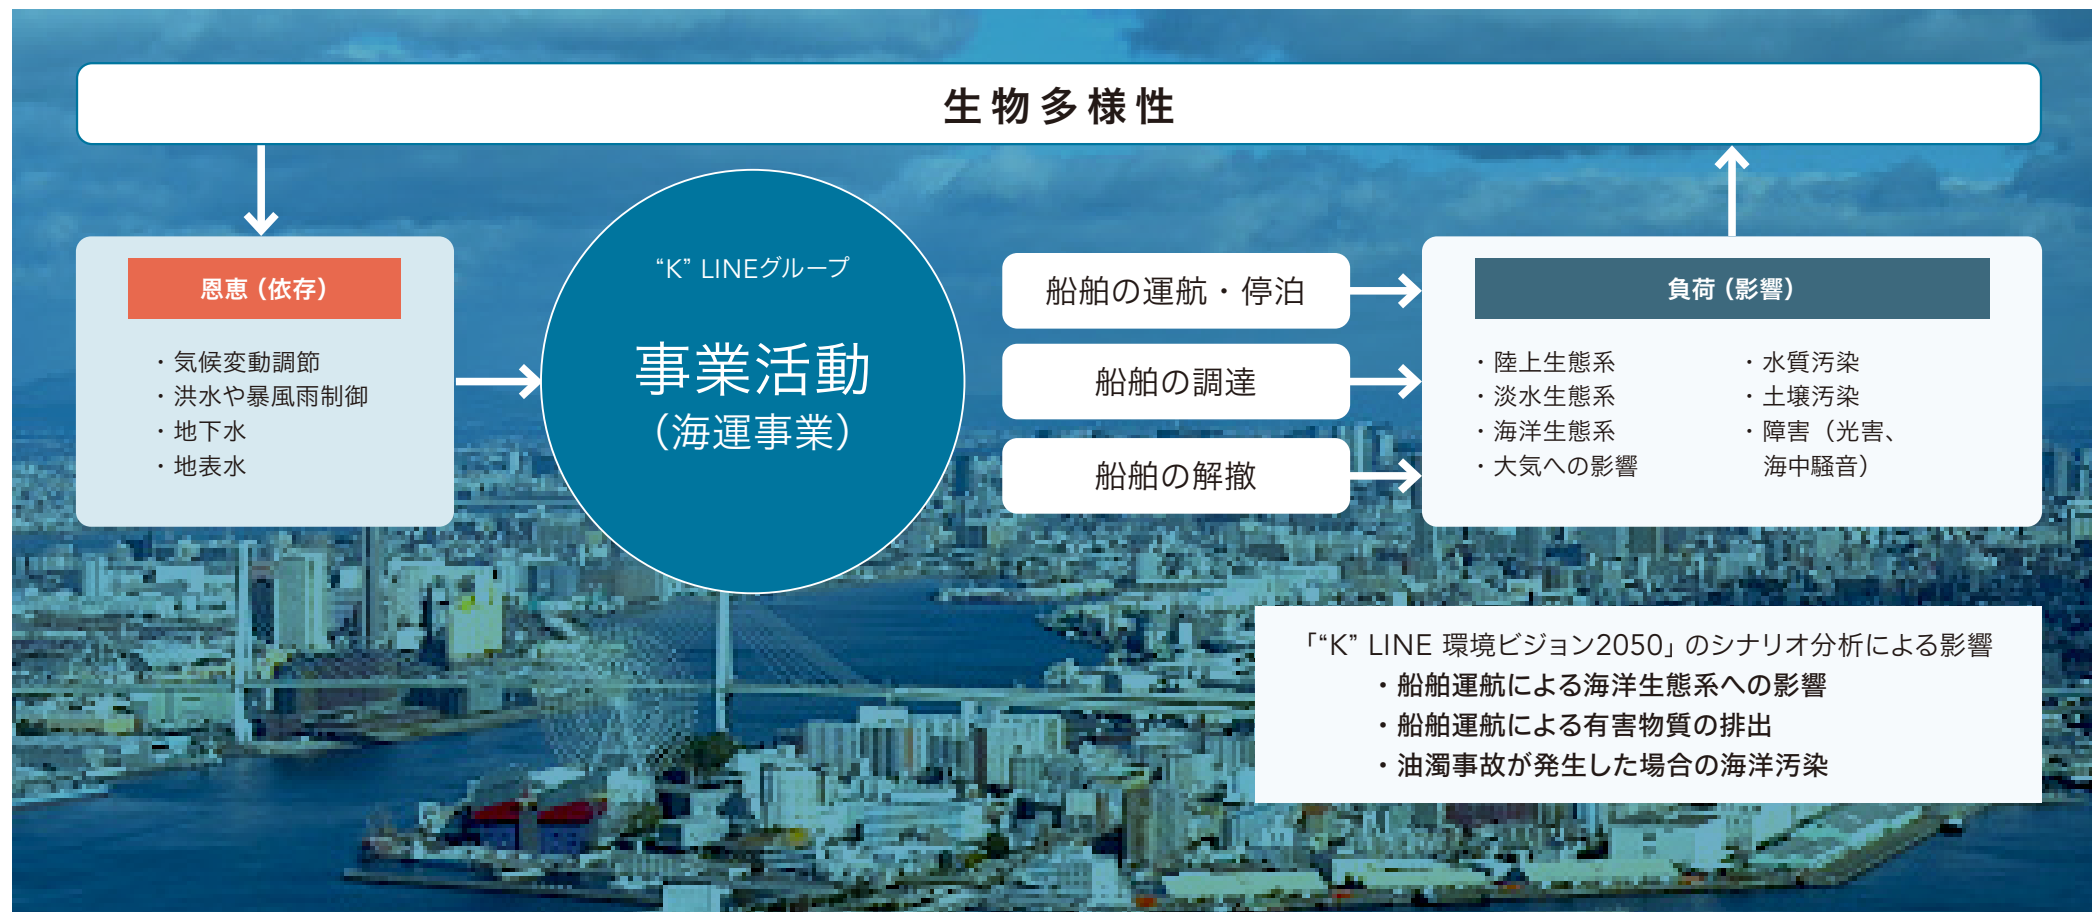 生物多様性
恩恵（依存）
・気候変動調節
・洪水や暴風雨制御
・地下水
・地表水
“K” LINEグループ
事業活動
（海運事業）
船舶の運航・停泊
船舶の調達
船舶の解撤
負荷（影響）
・陸上生態系
・淡水生態系
・海洋生態系
・大気への影響
・水質汚染
・土壌汚染
・障害（光害、
海中騒音）
「“K” LINE 環境ビジョン2050」のシナリオ分析による影響
・船舶運航による海洋生態系への影響
・船舶運航による有害物質の排出
・油濁事故が発生した場合の海洋汚染